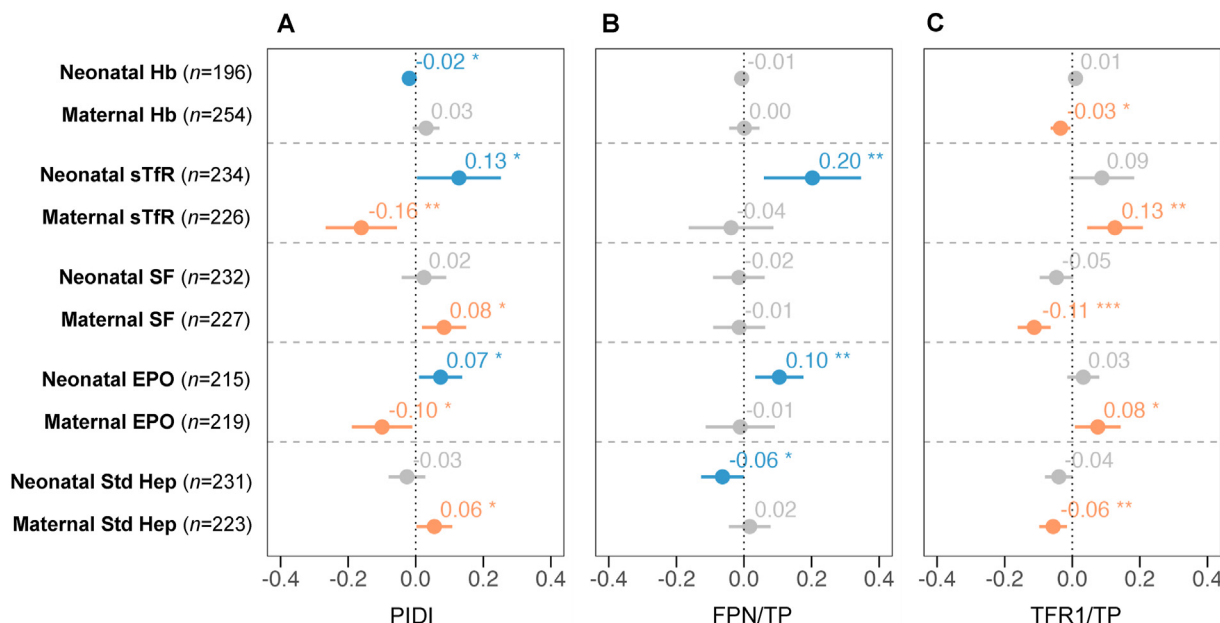 A B C
Neonatal Hb (n=196) -0.02 * -0.01 0.01
Maternal Hb (n=254) 0.03 0.00 -0.03 *
Neonatal sTfR (n=234) 0.13 * 0.20 ** 0.09
Maternal sTfR (n=226) -0.16 ** -0.04 0.13 **
Neonatal SF (n=232) 0.02 -0.02 -0.05
Maternal SF (n=227) 0.08 * -0.01 -0.11 ***
Neonatal EPO (n=215) 0.07 * 0.10 ** 0.03
Maternal EPO (n=219) -0.10 * -0.01 0.08 *
Neonatal Std Hep (n=231) -0.03 -0.06 * -0.04
Maternal Std Hep (n=223) 0.06 * 0.02 -0.06 **
-0.4 -0.2 0.0 0.2 0.4 -0.4 -0.2 0.0 0.2 0.4 -0.4 -0.2 0.0 0.2 0.4
PIDI FPN/TP TFR1/TP